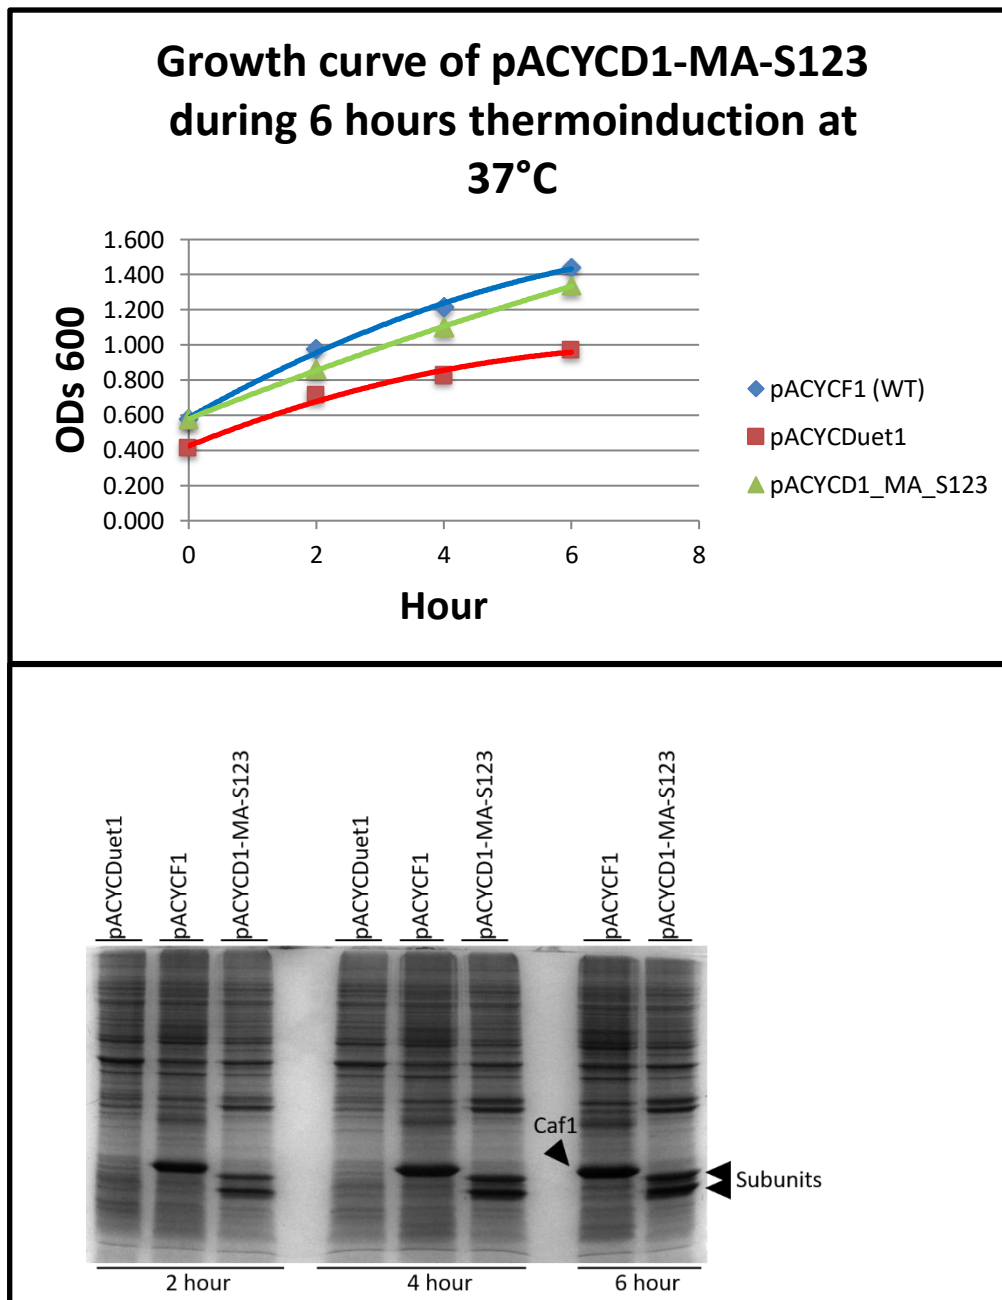 Growth curve of pACYCD1-MA-S123
during 6 hours thermoinduction at
37°C
1.600
1.400
1.200
1.000
0.800
0.600
0.400
0.200
0.000
ODs 600
0 2 4 6 8
Hour
pACYCF1 (WT)
pACYCDuet1
pACYCD1_MA_S123
pACYCDuet1
pACYCF1
pACYCD1-MA-S123
pACYCDuet1
pACYCF1
pACYCD1-MA-S123
pACYCF1
pACYCD1-MA-S123
Caf1
Subunits
2 hour
4 hour
6 hour